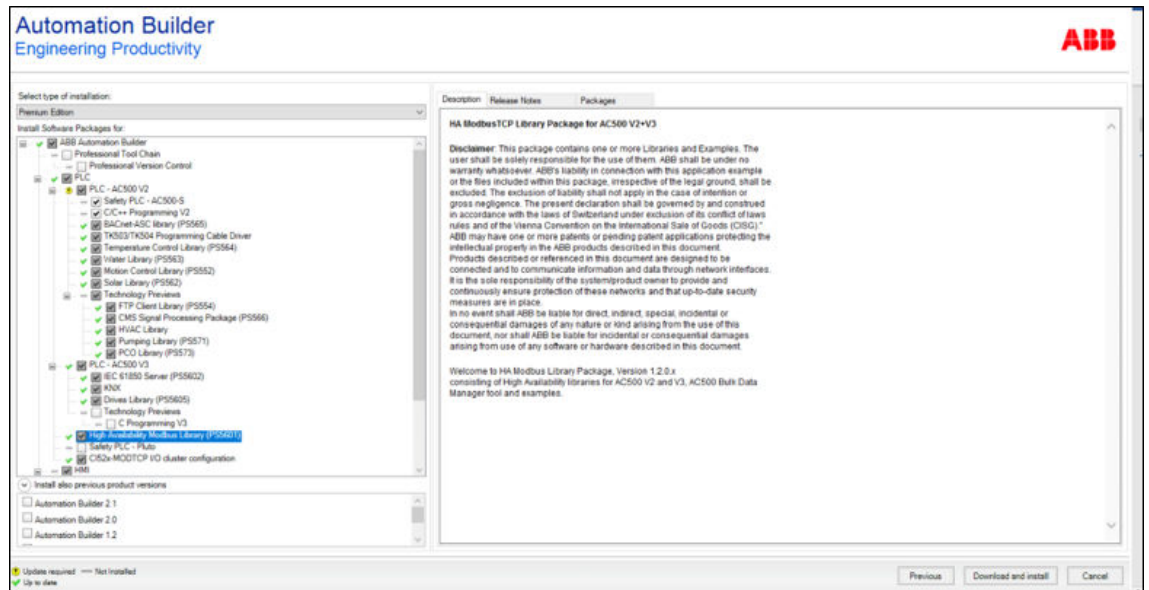 Automation Builder
Engineering Productivity
ABB
Select type of installation:
Premium Edition
Install Software Packages for:
ABB Automation Builder
Professional Tool Chain
Professional Version Control
PLC
PLC - AC500 V2
Safety PLC - AC500-S
C/C++ Programming V2
BACnet-ASC library (PS565)
TK503/TK504 Programming Cable Driver
Temperature Control Library (PS564)
Water Library (PS563)
Motion Control Library (PS552)
Solar Library (PS562)
Technology Previews
FTP Client Library (PS554)
CMS Signal Processing Package (PS566)
HVAC Library
Pumping Library (PS571)
PCO Library (PS573)
PLC - AC500 V3
IEC 61850 Server (PS5602)
KNX
Drives Library (PS5605)
Technology Previews
C Programming V3
High Availability Modbus Library (PS5601)
Safety PLC - Pluto
CI52x-MODTCP I/O cluster configuration
HMI
Install also previous product versions
Automation Builder 2.1
Automation Builder 2.0
Automation Builder 1.2
Description Release Notes Packages
HA ModbusTCP Library Package for AC500 V2+V3
Disclaimer: This package contains one or more Libraries and Examples. The
user shall be solely responsible for the use of them. ABB shall be under no
warranty whatsoever. ABB's liability in connection with this application example
or the files included within this package, irrespective of the legal ground, shall be
excluded. The exclusion of liability shall not apply in the case of intention or
gross negligence. The present declaration shall be governed by and construed
in accordance with the laws of Switzerland under exclusion of its conflict of laws
rules and of the Vienna Convention on the International Sale of Goods (CISG)."
ABB may have one or more patents or pending patent applications protecting the
intellectual property in the ABB products described in this document.
Products described or referenced in this document are designed to be
connected and to communicate information and data through network interfaces.
It is the sole responsibility of the system/product owner to provide and
continuously ensure protection of these networks and that up-to-date security
measures are in place.
In no event shall ABB be liable for direct, indirect, special, incidental or
consequential damages of any nature or kind arising from the use of this
document, nor shall ABB be liable for incidental or consequential damages
arising from use of any software or hardware described in this document.
Welcome to HA Modbus Library Package, Version 1.2.0.x
consisting of High Availability libraries for AC500 V2 and V3, AC500 Bulk Data
Manager tool and examples.
Update required Not Installed
Up to date
Previous Download and install Cancel